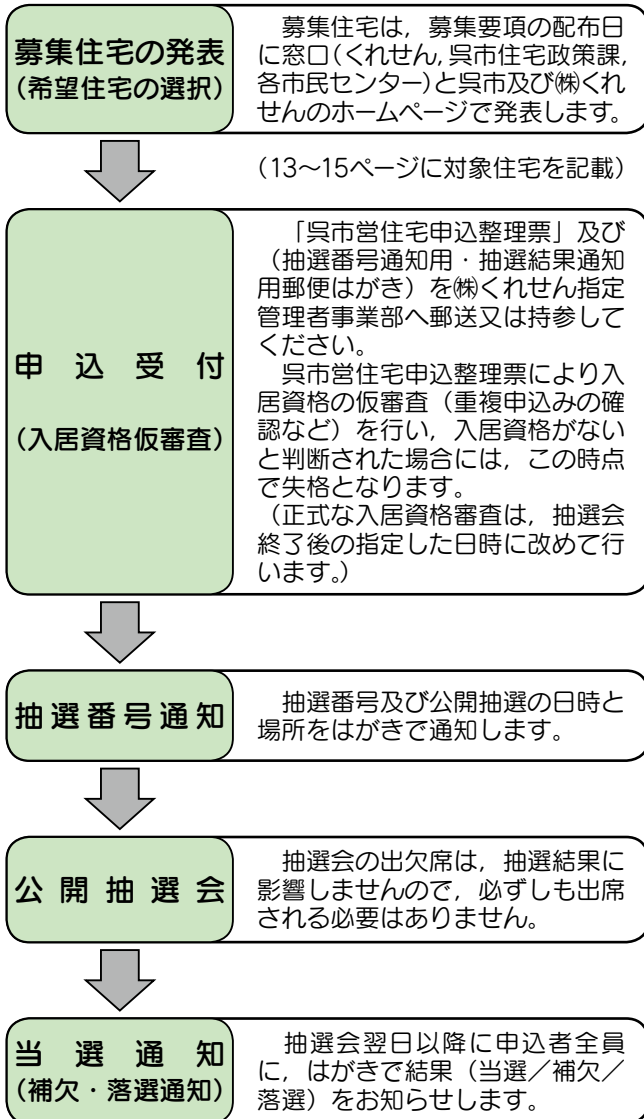 募集住宅の発表
(希望住宅の選択)
募集住宅は，募集要項の配布日
に窓口(くれせん，呉市住宅政策課，
各市民センター)と呉市及び㈱くれ
せんのホームページで発表します。
（13～15ページに対象住宅を記載）
申込受付
(入居資格仮審査)
「呉市営住宅申込整理票」及び
（抽選番号通知用・抽選結果通知
用郵便はがき）を㈱くれせん指定
管理者事業部へ郵送又は持参して
ください。
呉市営住宅申込整理票により入
居資格の仮審査（重複申込みの確
認など）を行い，入居資格がない
と判断された場合には，この時点
で失格となります。
（正式な入居資格審査は，抽選会
終了後の指定した日時に改めて行
います。）
抽選番号通知
抽選番号及び公開抽選の日時と
場所をはがきで通知します。
公開抽選会
抽選会の出欠席は，抽選結果に
影響しませんので，必ずしも出席
される必要はありません。
当選通知
(補欠・落選通知)
抽選会翌日以降に申込者全員
に，はがきで結果（当選／補欠／
落選）をお知らせします。